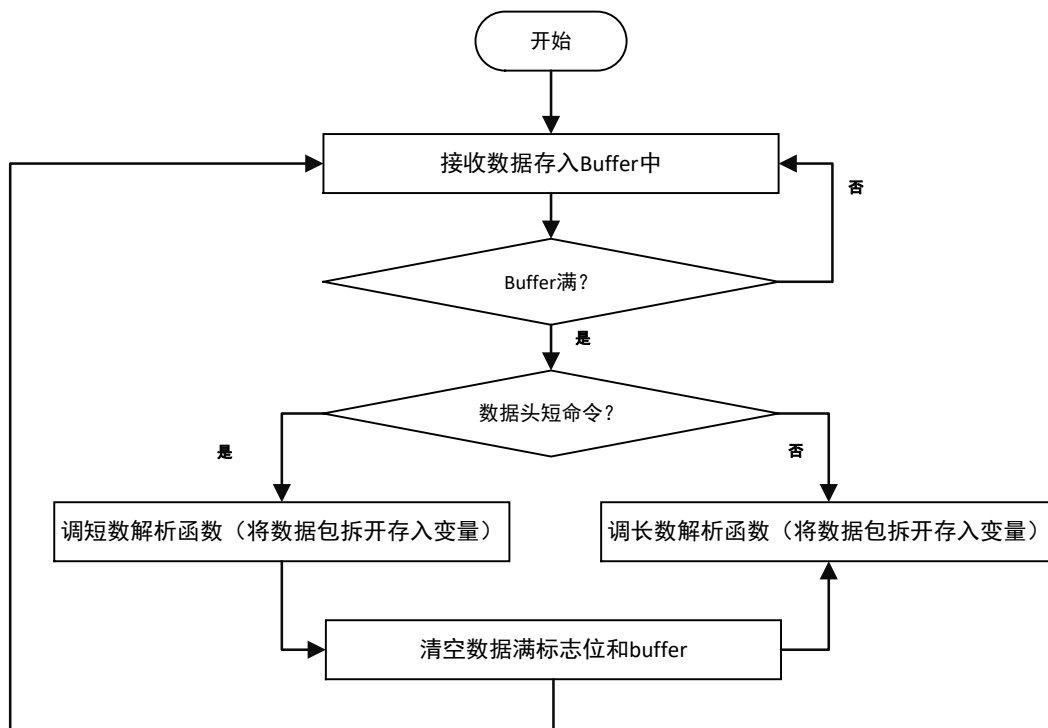 开始
接收数据存入Buffer中
否
Buffer满？
是
数据头短命令？
是
否
调短数解析函数（将数据包拆开存入变量）
调长数解析函数（将数据包拆开存入变量）
清空数据满标志位和buffer